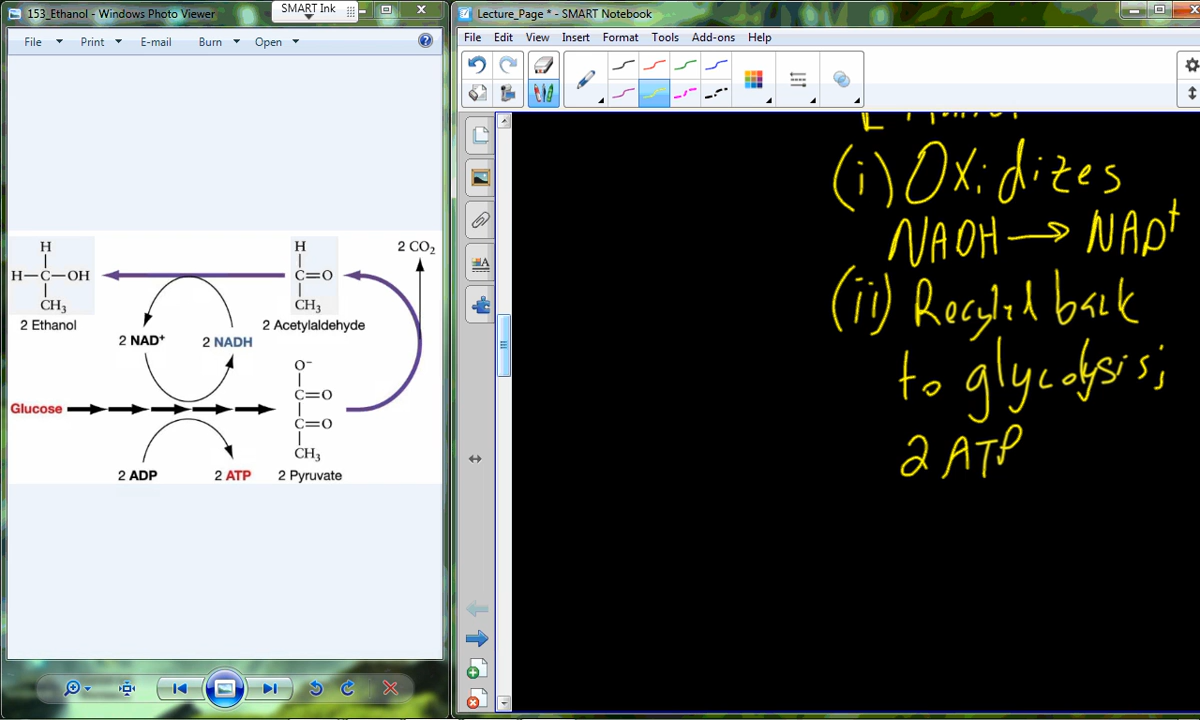 153_Ethanol - Windows Photo Viewer
SMART Ink
File Print E-mail Burn Open
H
H—C—OH
CH3
2 Ethanol
H
C=O
CH3
2 Acetylaldehyde
2 CO2
2 NAD+ 2 NADH
Glucose
O−
C=O
C=O
CH3
2 ADP 2 ATP 2 Pyruvate
Lecture_Page * - SMART Notebook
File Edit View Insert Format Tools Add-ons Help
(i) Oxidizes
NADH → NAD+
(ii) Recycled back
to glycolysis;
2 ATP